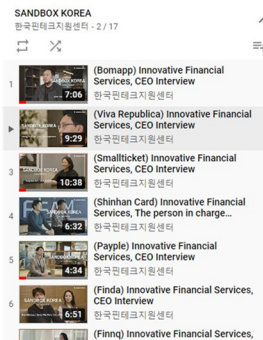 SANDBOX KOREA
한국핀테크지원센터 - 2 / 17
1
7:06
(Bomapp) Innovative Financial
Services, CEO Interview
한국핀테크지원센터
9:29
(Viva Republica) Innovative Financial
Services, CEO Interview
한국핀테크지원센터
3
10:38
(Smallticket) Innovative Financial
Services, CEO Interview
한국핀테크지원센터
4
6:32
(Shinhan Card) Innovative Financial
Services, The person in charge...
한국핀테크지원센터
5
4:34
(Payple) Innovative Financial
Services, CEO Interview
한국핀테크지원센터
6
SANDBOX KOREA
6:51
(Finda) Innovative Financial Services,
CEO Interview
한국핀테크지원센터
(Finnq) Innovative Financial Services,